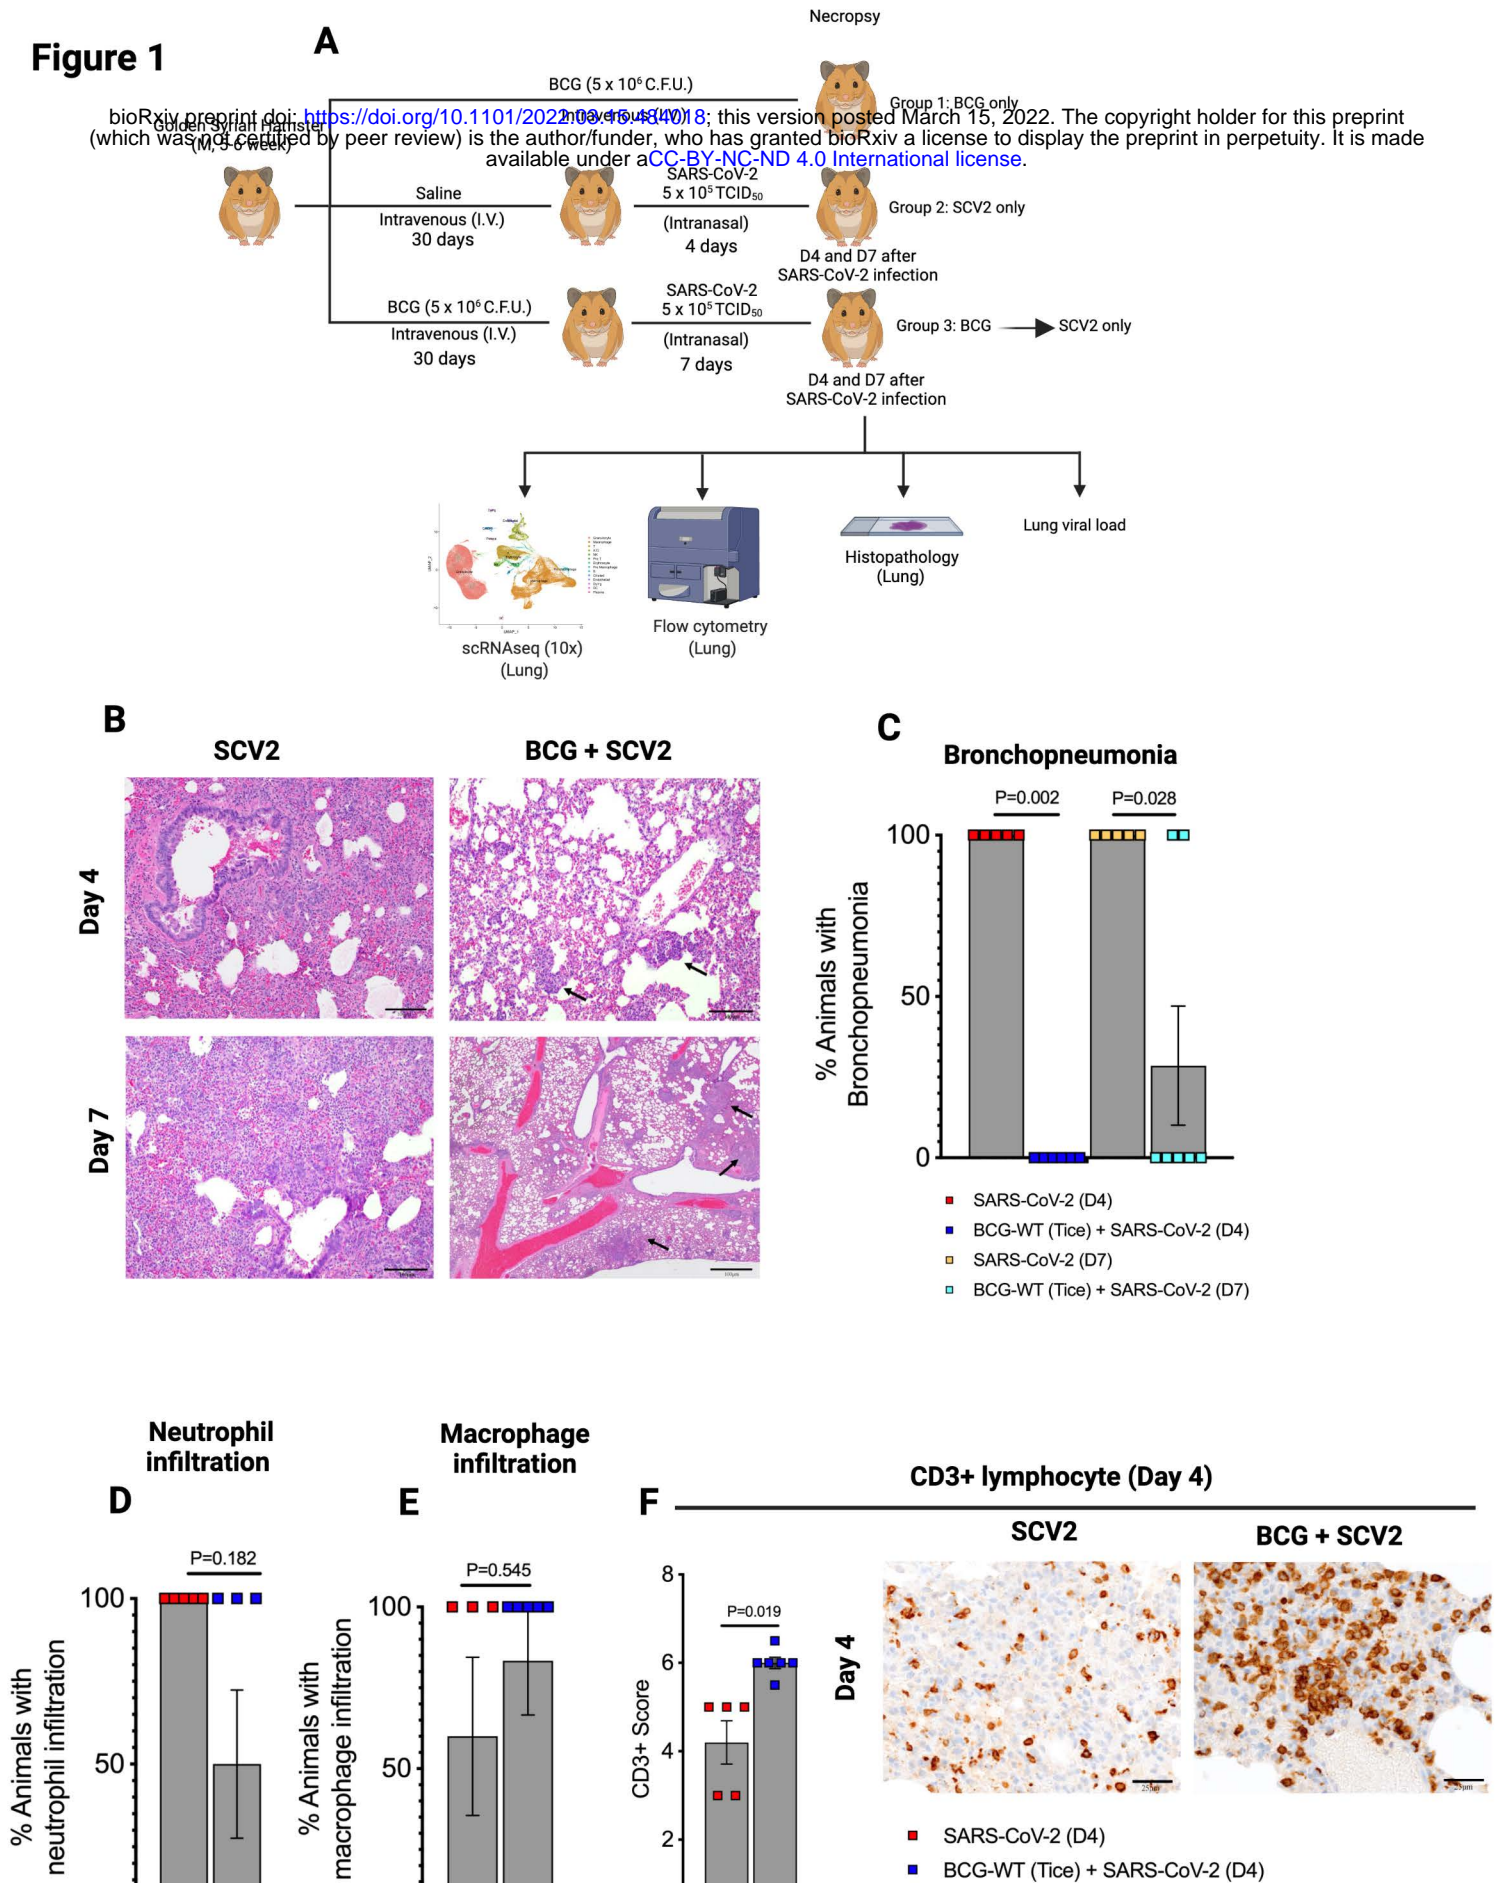 Necropsy
Figure 1
A
BCG (5 x 10⁶ C.F.U.)
Intravenous (I.V.)
Group 1: BCG only
bioRxiv preprint doi: https://doi.org/10.1101/2022.03.15.484018; this version posted March 15, 2022. The copyright holder for this preprint
(which was not certified by peer review) is the author/funder, who has granted bioRxiv a license to display the preprint in perpetuity. It is made
available under aCC-BY-NC-ND 4.0 International license.
Golden Syrian Hamster
(M, 5-6 week)
Saline
Intravenous (I.V.)
30 days
SARS-CoV-2
5 x 10⁵ TCID₅₀
(Intranasal)
4 days
Group 2: SCV2 only
D4 and D7 after
SARS-CoV-2 infection
BCG (5 x 10⁶ C.F.U.)
Intravenous (I.V.)
30 days
SARS-CoV-2
5 x 10⁵ TCID₅₀
(Intranasal)
7 days
Group 3: BCG SCV2 only
D4 and D7 after
SARS-CoV-2 infection
scRNAseq (10x)
(Lung)
Flow cytometry
(Lung)
Histopathology
(Lung)
Lung viral load
B
SCV2
BCG + SCV2
Day 4
Day 7
C
Bronchopneumonia
P=0.002
P=0.028
% Animals with
Bronchopneumonia
100
50
0
SARS-CoV-2 (D4)
BCG-WT (Tice) + SARS-CoV-2 (D4)
SARS-CoV-2 (D7)
BCG-WT (Tice) + SARS-CoV-2 (D7)
Neutrophil
infiltration
D
P=0.182
% Animals with
neutrophil infiltration
100
50
Macrophage
infiltration
E
P=0.545
% Animals with
macrophage infiltration
100
50
F
CD3+ lymphocyte (Day 4)
P=0.019
CD3+ Score
8
6
4
2
SCV2
BCG + SCV2
Day 4
25µm
25µm
SARS-CoV-2 (D4)
BCG-WT (Tice) + SARS-CoV-2 (D4)